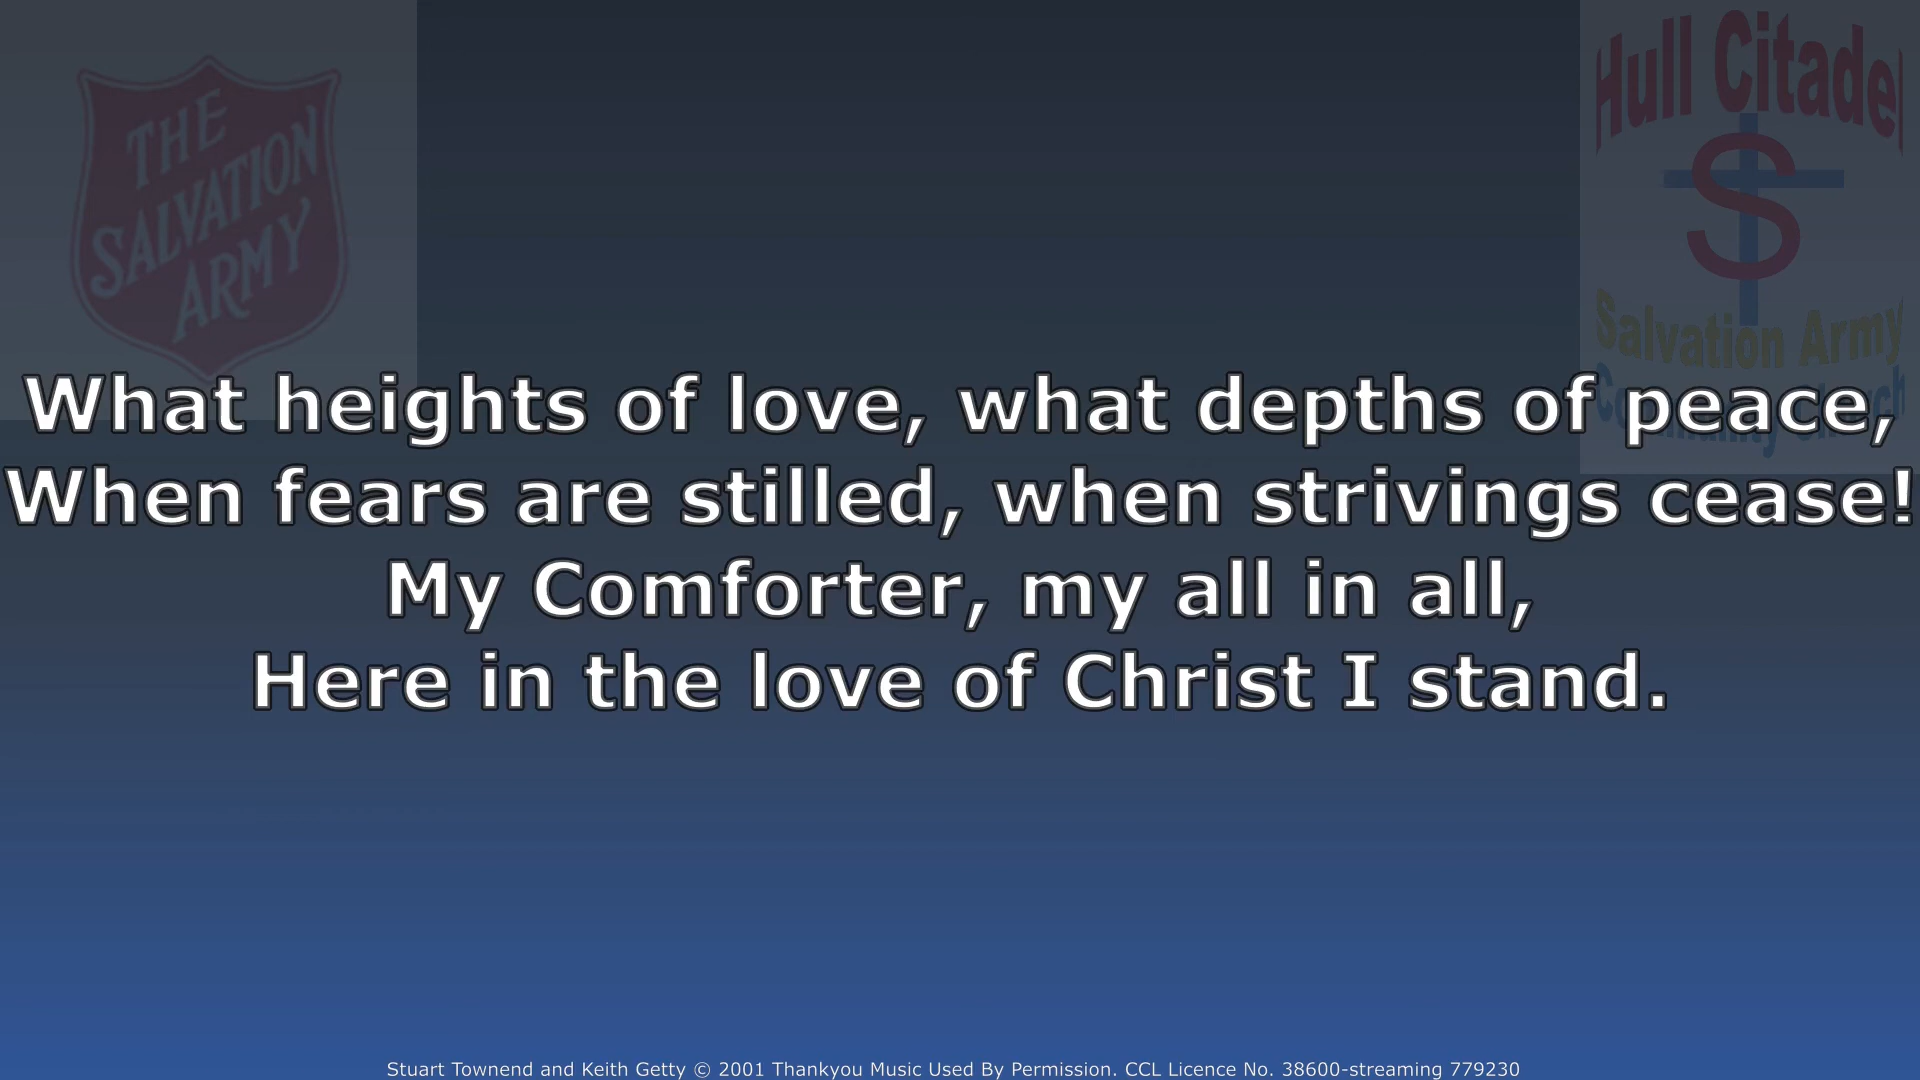 THE
SALVATION
ARMY
Hull Citadel
S
Salvation Army
Community Church
What heights of love, what depths of peace,
When fears are stilled, when strivings cease!
My Comforter, my all in all,
Here in the love of Christ I stand.
Stuart Townend and Keith Getty © 2001 Thankyou Music Used By Permission. CCL Licence No. 38600-streaming 779230